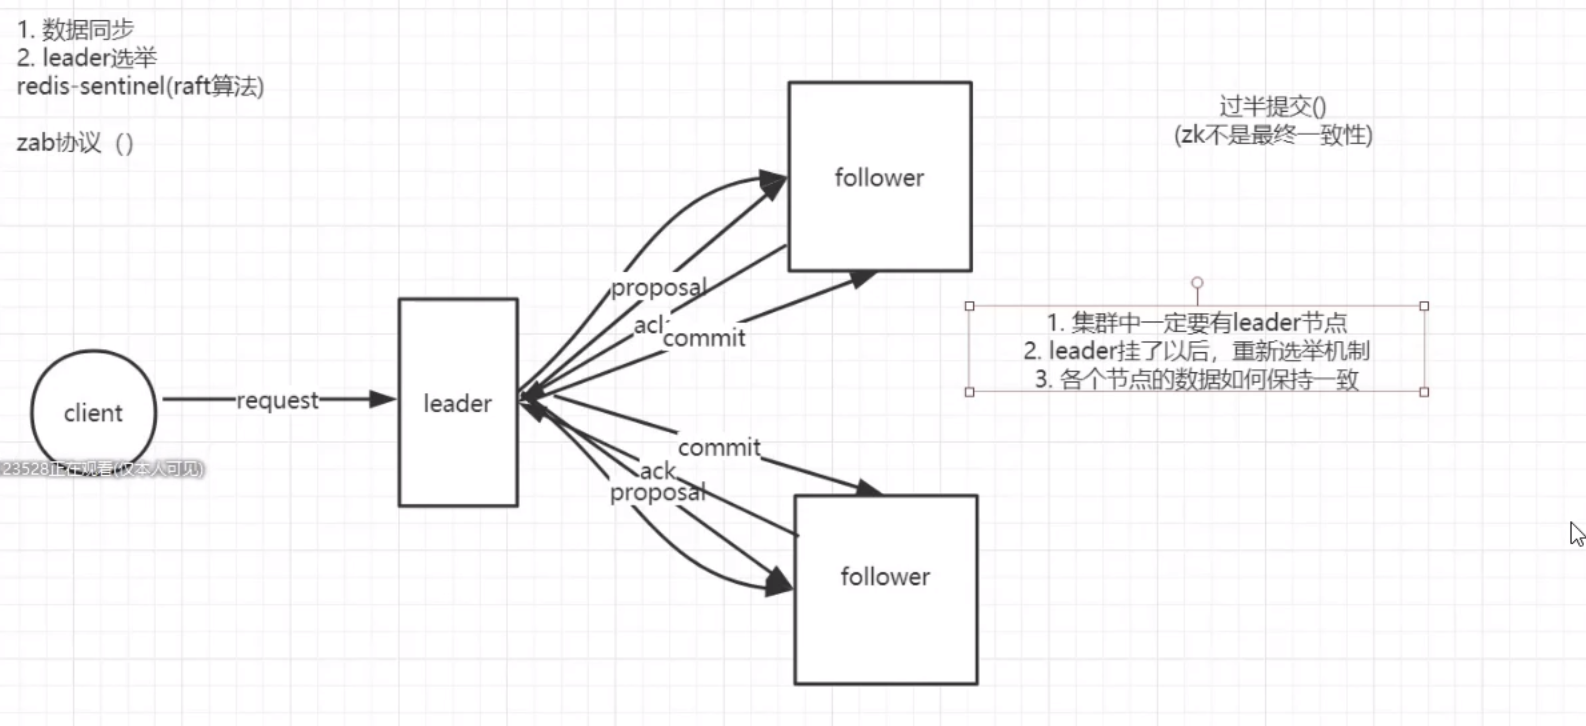 1. 数据同步
2. leader选举
redis-sentinel(raft算法)
zab协议（）
过半提交()
(zk不是最终一致性)
follower
proposal
ack
commit
1. 集群中一定要有leader节点
2. leader挂了以后，重新选举机制
3. 各个节点的数据如何保持一致
client
request
leader
23528正在观看(仅本人可见)
commit
ack
proposal
follower